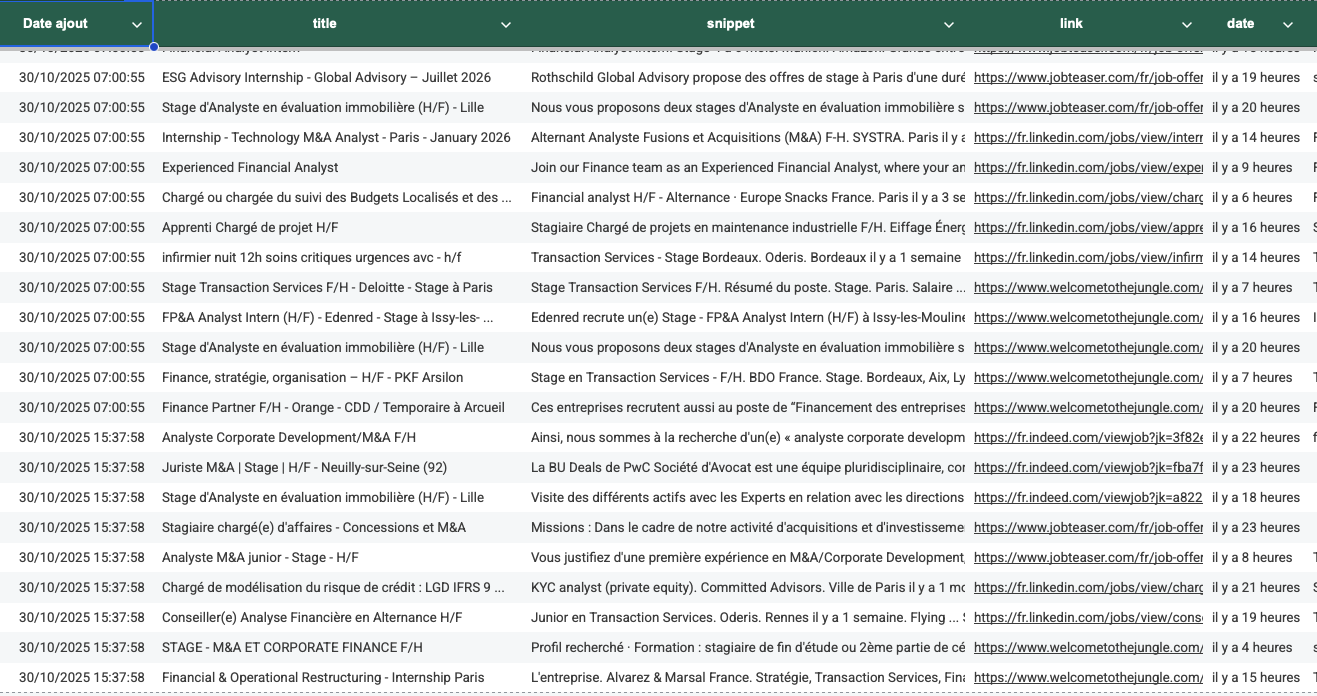 Date ajout title snippet link date
30/10/2025 07:00:55 ESG Advisory Internship - Global Advisory – Juillet 2026 Rothschild Global Advisory propose des offres de stage à Paris d'une duré https://www.jobteaser.com/fr/job-offer il y a 19 heures
30/10/2025 07:00:55 Stage d'Analyste en évaluation immobilière (H/F) - Lille Nous vous proposons deux stages d'Analyste en évaluation immobilière s https://www.jobteaser.com/fr/job-offer il y a 20 heures
30/10/2025 07:00:55 Internship - Technology M&A Analyst - Paris - January 2026 Alternant Analyste Fusions et Acquisitions (M&A) F-H. SYSTRA. Paris il y a https://fr.linkedin.com/jobs/view/intern il y a 14 heures
30/10/2025 07:00:55 Experienced Financial Analyst Join our Finance team as an Experienced Financial Analyst, where your an https://fr.linkedin.com/jobs/view/exper il y a 9 heures
30/10/2025 07:00:55 Chargé ou chargée du suivi des Budgets Localisés et des ... Financial analyst H/F - Alternance · Europe Snacks France. Paris il y a 3 se https://fr.linkedin.com/jobs/view/charg il y a 6 heures
30/10/2025 07:00:55 Apprenti Chargé de projet H/F Stagiaire Chargé de projets en maintenance industrielle F/H. Eiffage Énerg https://fr.linkedin.com/jobs/view/appre il y a 16 heures
30/10/2025 07:00:55 infirmier nuit 12h soins critiques urgences avc - h/f Transaction Services - Stage Bordeaux. Oderis. Bordeaux il y a 1 semaine https://fr.linkedin.com/jobs/view/infirm il y a 14 heures
30/10/2025 07:00:55 Stage Transaction Services F/H - Deloitte - Stage à Paris Stage Transaction Services F/H. Résumé du poste. Stage. Paris. Salaire ... https://www.welcometothejungle.com/ il y a 7 heures
30/10/2025 07:00:55 FP&A Analyst Intern (H/F) - Edenred - Stage à Issy-les- ... Edenred recrute un(e) Stage - FP&A Analyst Intern (H/F) à Issy-les-Mouline https://www.welcometothejungle.com/ il y a 16 heures
30/10/2025 07:00:55 Stage d'Analyste en évaluation immobilière (H/F) - Lille Nous vous proposons deux stages d'Analyste en évaluation immobilière s https://www.welcometothejungle.com/ il y a 20 heures
30/10/2025 07:00:55 Finance, stratégie, organisation – H/F - PKF Arsilon Stage en Transaction Services - F/H. BDO France. Stage. Bordeaux, Aix, Ly https://www.welcometothejungle.com/ il y a 7 heures
30/10/2025 07:00:55 Finance Partner F/H - Orange - CDD / Temporaire à Arcueil Ces entreprises recrutent aussi au poste de “Financement des entreprises https://www.welcometothejungle.com/ il y a 20 heures
30/10/2025 15:37:58 Analyste Corporate Development/M&A F/H Ainsi, nous sommes à la recherche d'un(e) « analyste corporate developm https://fr.indeed.com/viewjob?jk=3f82e il y a 22 heures
30/10/2025 15:37:58 Juriste M&A | Stage | H/F - Neuilly-sur-Seine (92) La BU Deals de PwC Société d'Avocat est une équipe pluridisciplinaire, cor https://fr.indeed.com/viewjob?jk=fba7f il y a 23 heures
30/10/2025 15:37:58 Stage d'Analyste en évaluation immobilière (H/F) - Lille Visite des différents actifs avec les Experts en relation avec les directions https://fr.indeed.com/viewjob?jk=a822 il y a 18 heures
30/10/2025 15:37:58 Stagiaire chargé(e) d'affaires - Concessions et M&A Missions : Dans le cadre de notre activité d'acquisitions et d'investisseme https://www.jobteaser.com/fr/job-offer il y a 23 heures
30/10/2025 15:37:58 Analyste M&A junior - Stage - H/F Vous justifiez d'une première expérience en M&A/Corporate Development, https://www.jobteaser.com/fr/job-offer il y a 8 heures
30/10/2025 15:37:58 Chargé de modélisation du risque de crédit : LGD IFRS 9 ... KYC analyst (private equity). Committed Advisors. Ville de Paris il y a 1 mo https://fr.linkedin.com/jobs/view/charg il y a 21 heures
30/10/2025 15:37:58 Conseiller(e) Analyse Financière en Alternance H/F Junior en Transaction Services. Oderis. Rennes il y a 1 semaine. Flying ... https://fr.linkedin.com/jobs/view/conse il y a 19 heures
30/10/2025 15:37:58 STAGE - M&A ET CORPORATE FINANCE F/H Profil recherché · Formation : stagiaire de fin d'étude ou 2ème partie de cé https://www.welcometothejungle.com/ il y a 4 heures
30/10/2025 15:37:58 Financial & Operational Restructuring - Internship Paris L'entreprise. Alvarez & Marsal France. Stratégie, Transaction Services, Fina https://www.welcometothejungle.com/ il y a 15 heures